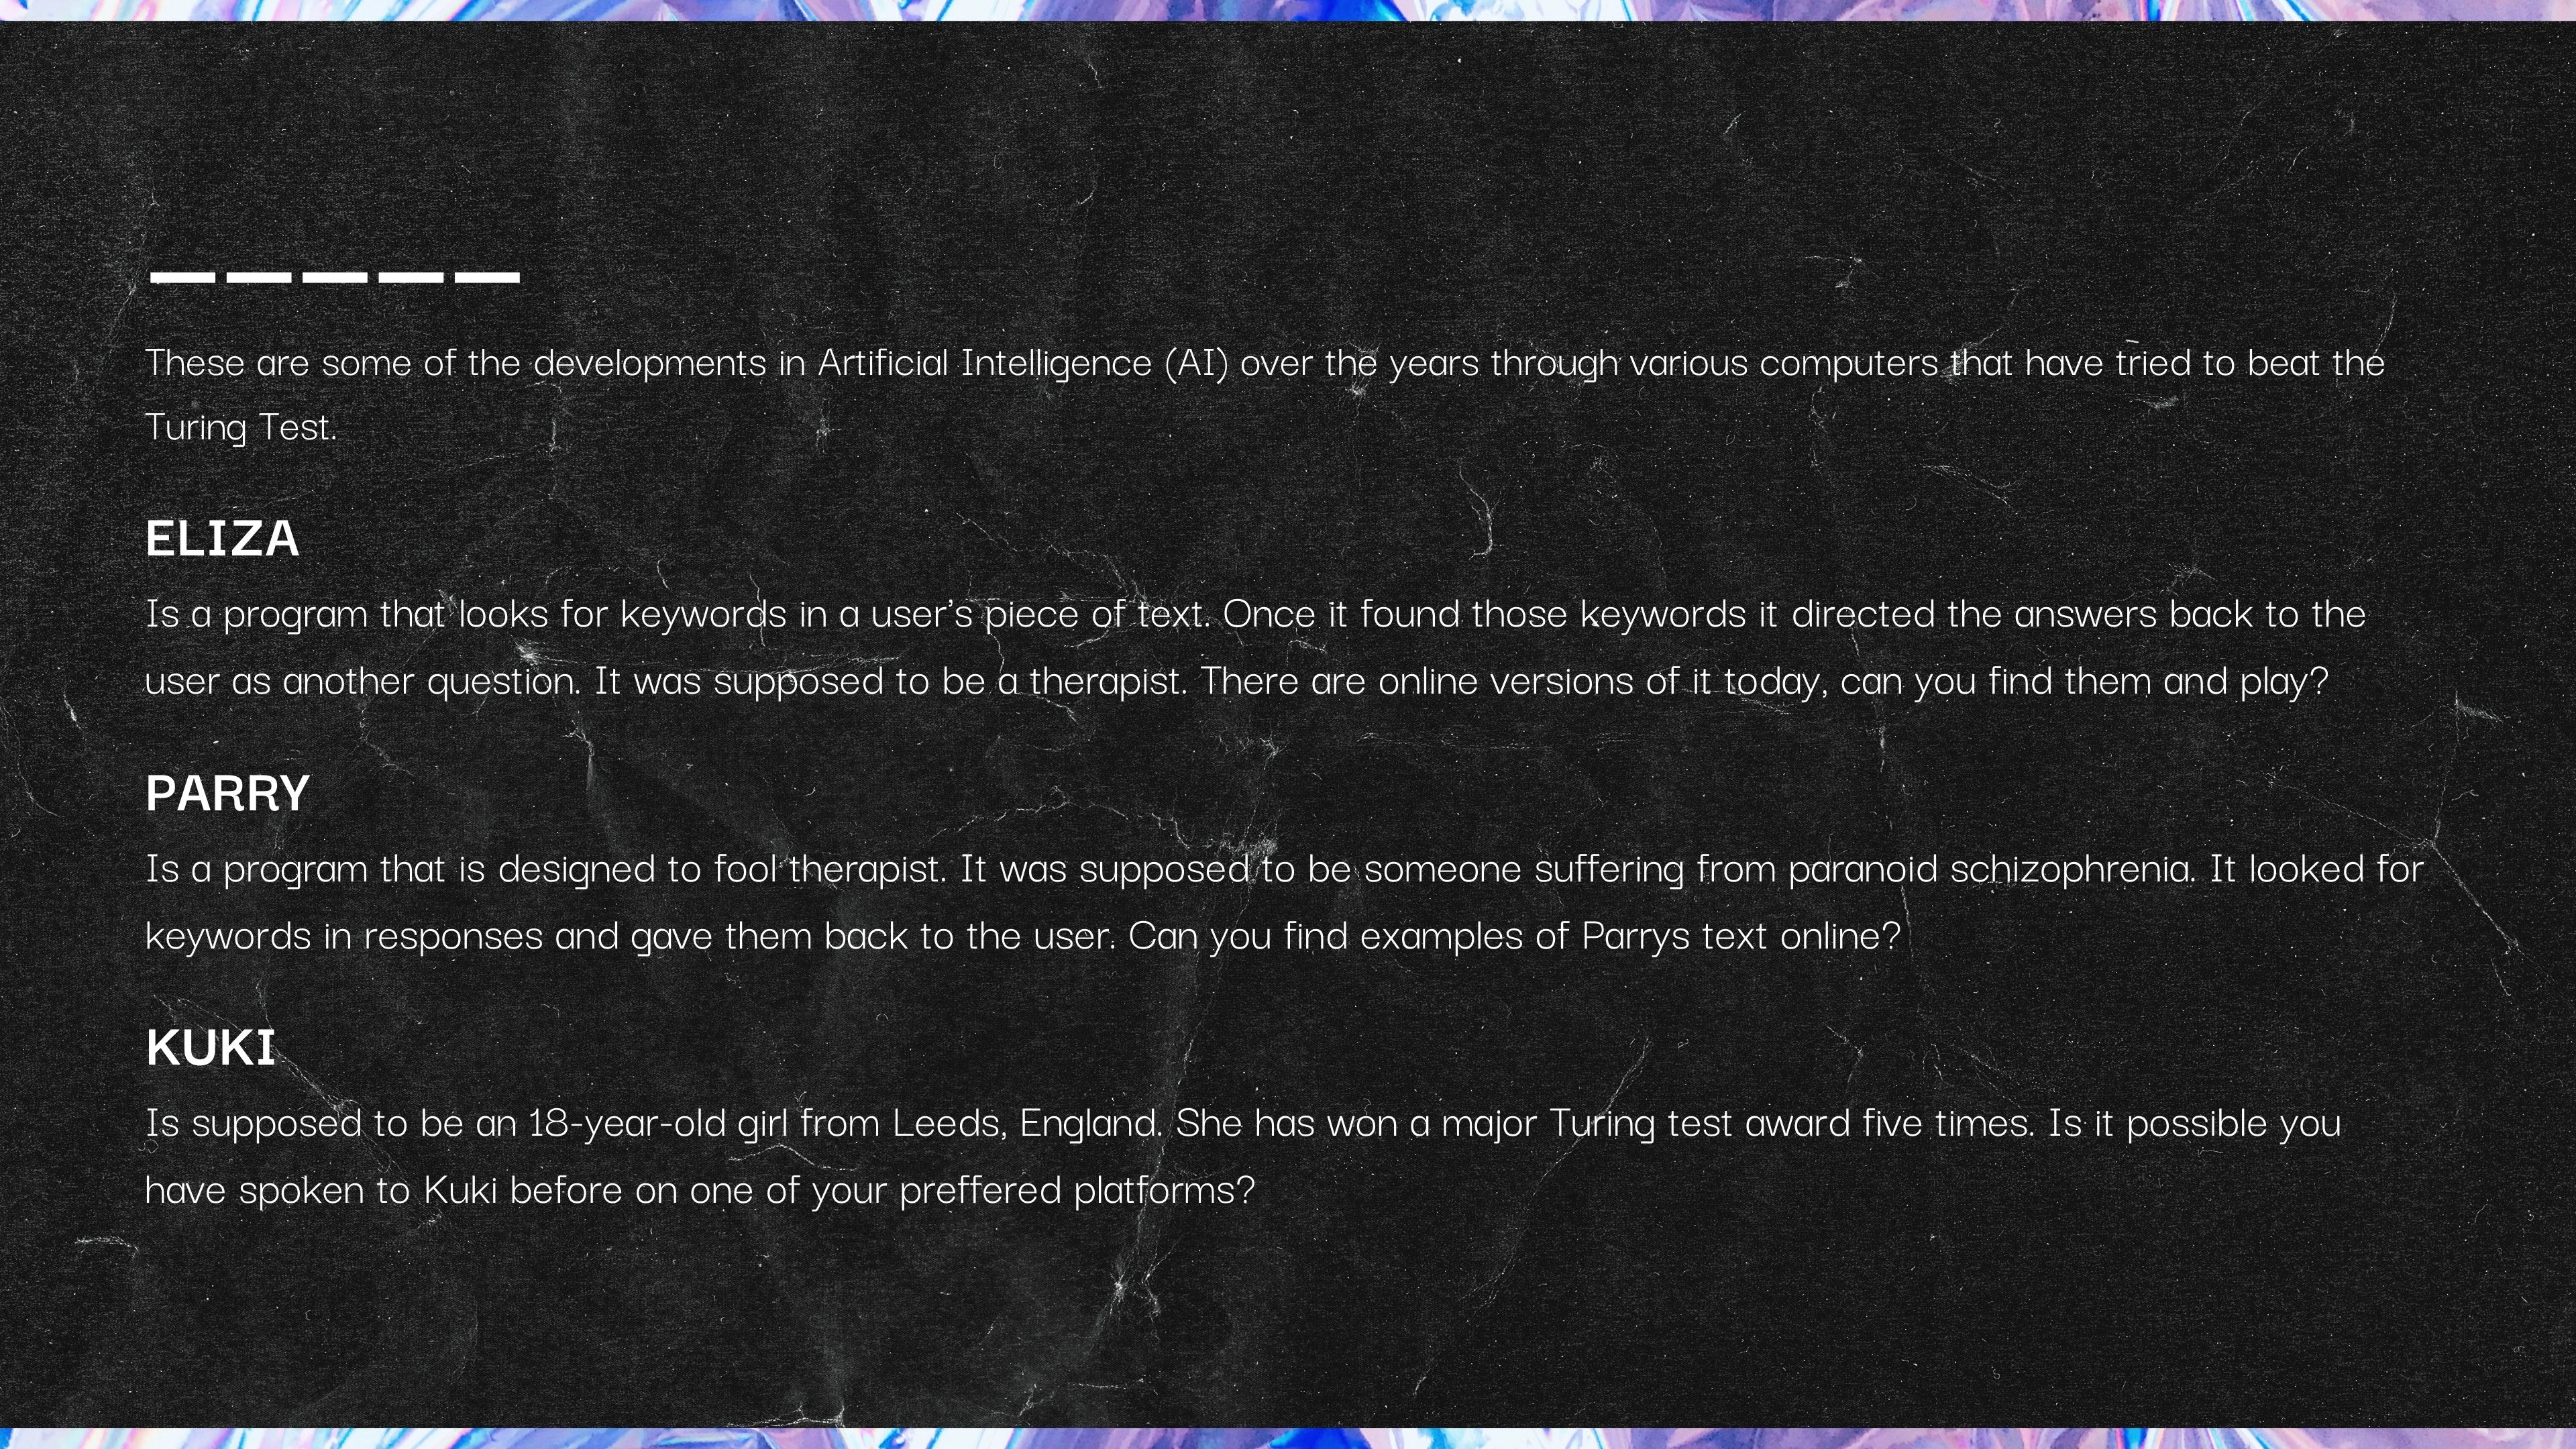 These are some of the developments in Artificial Intelligence (AI) over the years through various computers that have tried to beat the
Turing Test.
ELIZA
Is a program that looks for keywords in a user's piece of text. Once it found those keywords it directed the answers back to the
user as another question. It was supposed to be a therapist. There are online versions of it today, can you find them and play?
PARRY
Is a program that is designed to fool therapist. It was supposed to be someone suffering from paranoid schizophrenia. It looked for
keywords in responses and gave them back to the user. Can you find examples of Parrys text online?
KUKI
Is supposed to be an 18-year-old girl from Leeds, England. She has won a major Turing test award five times. Is it possible you
have spoken to Kuki before on one of your preffered platforms?